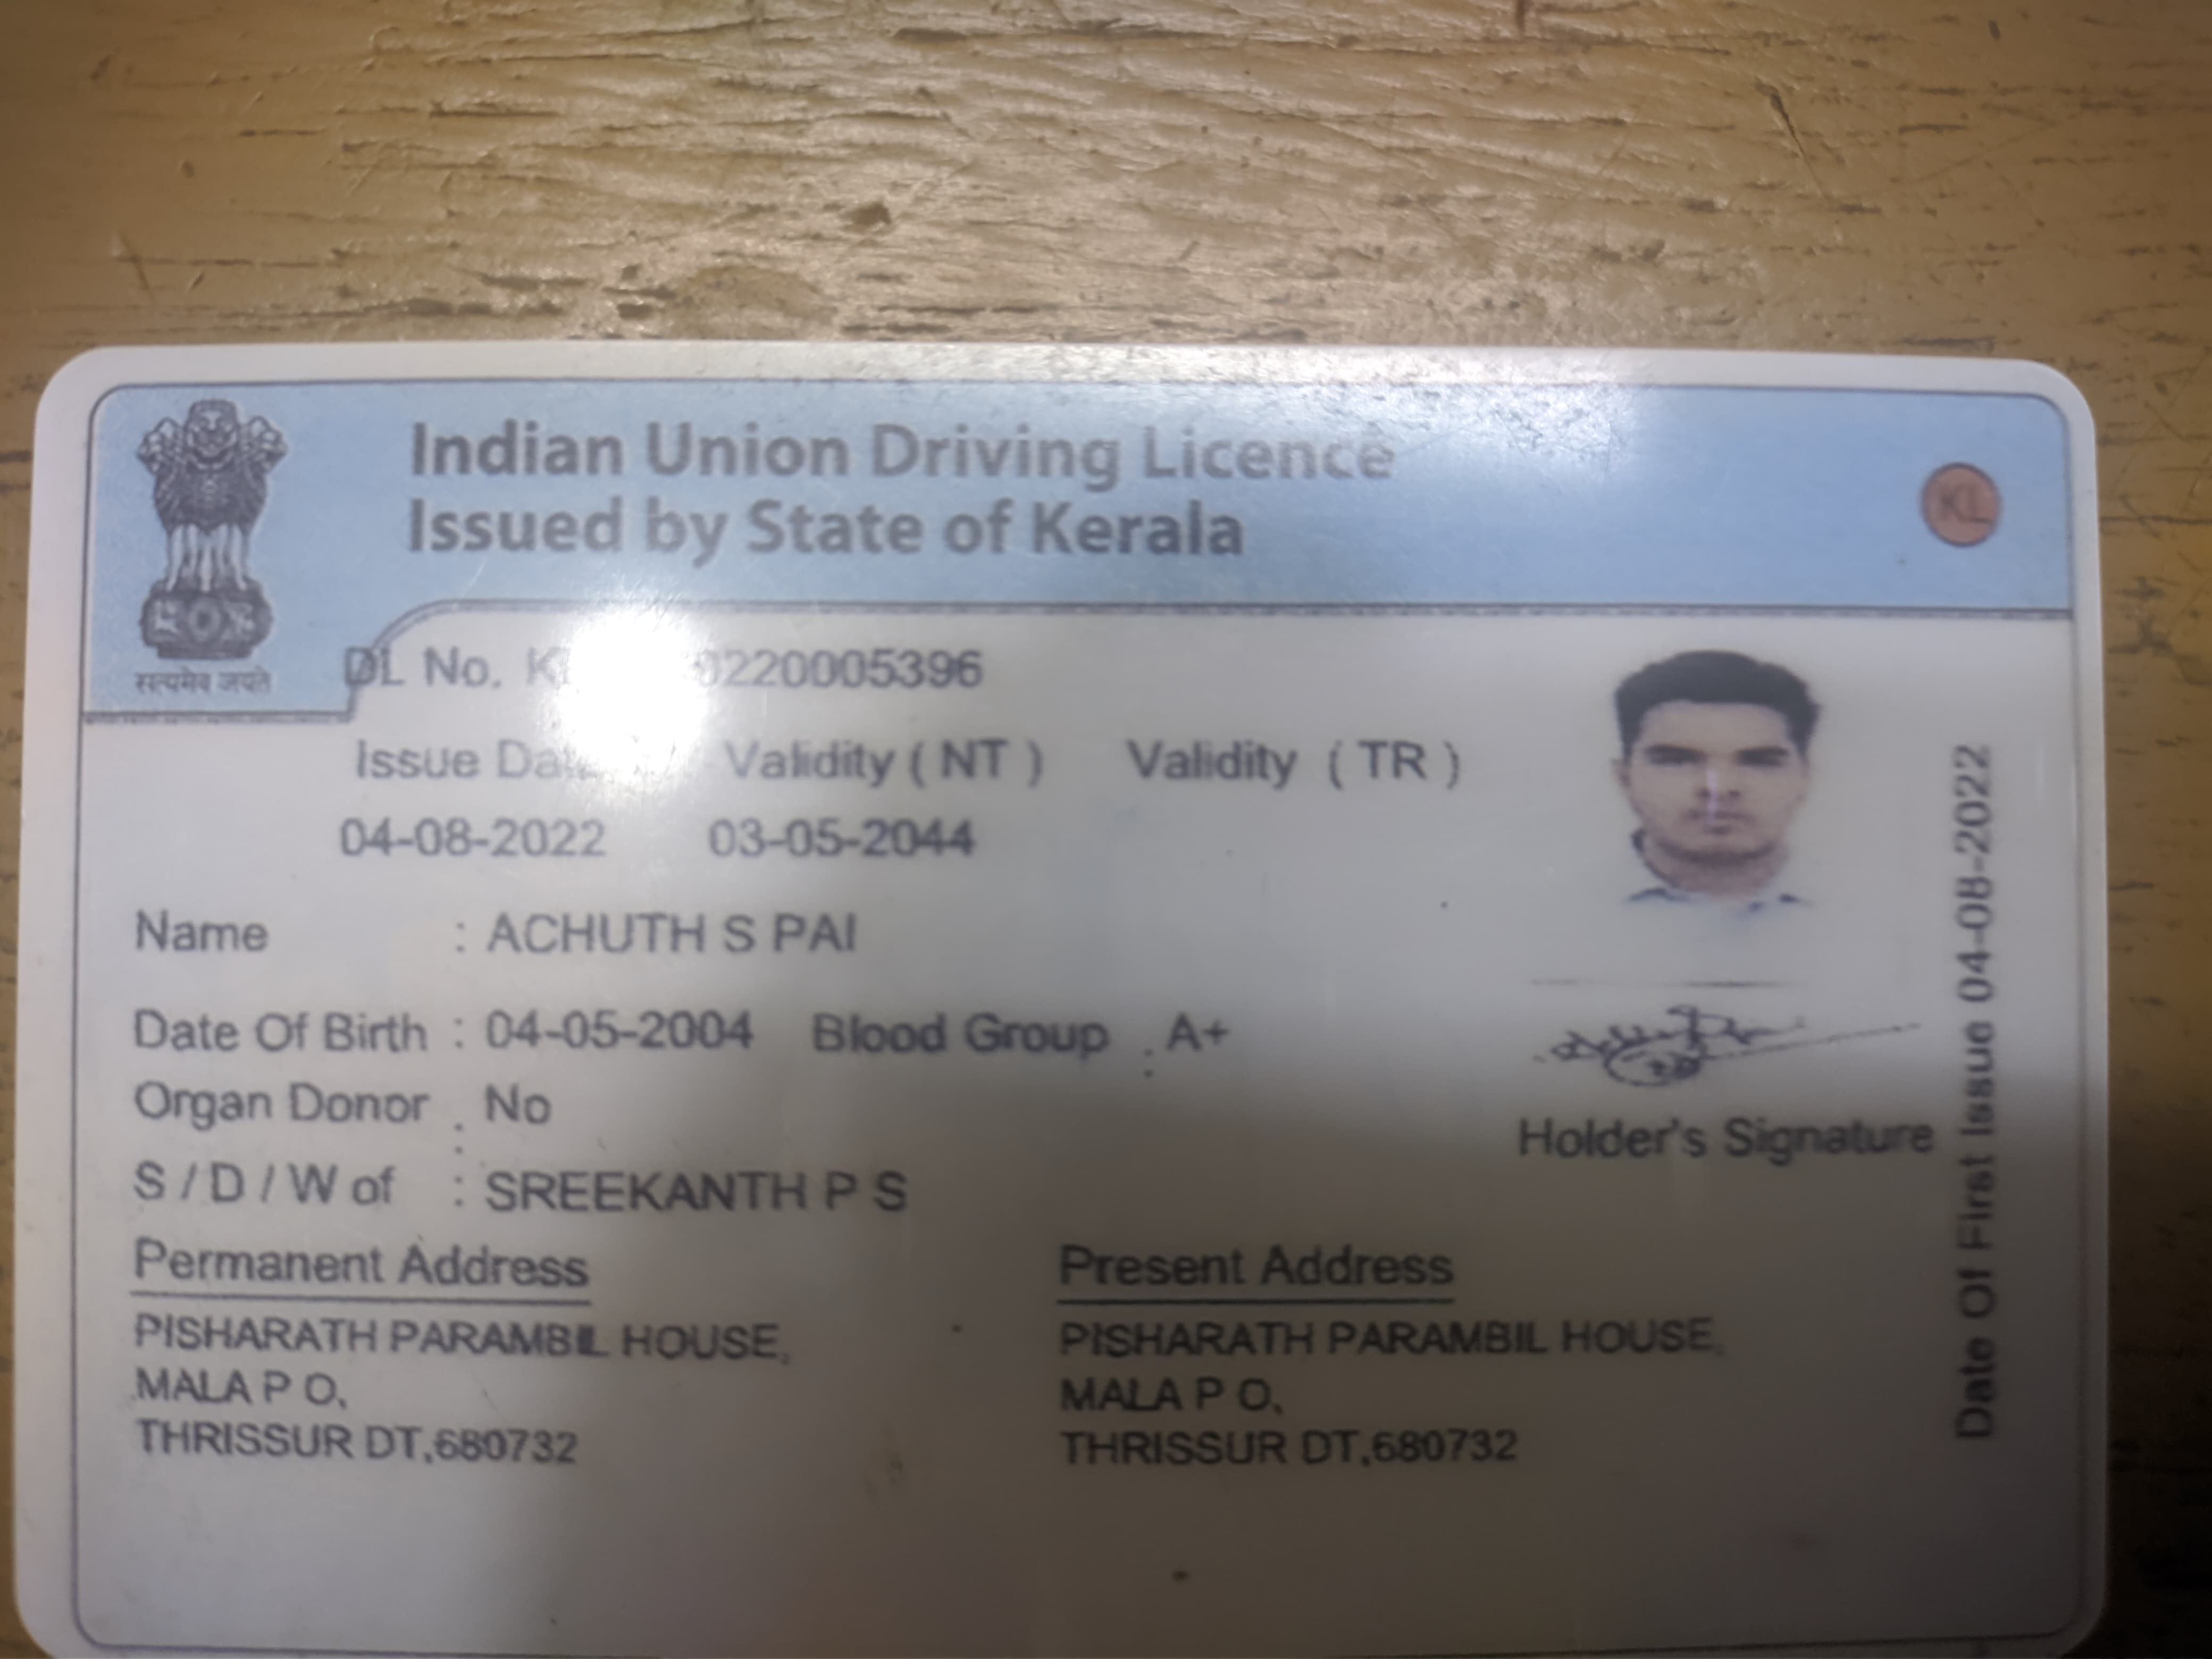 Indian Union Driving Licence
Issued by State of Kerala
KL
सत्यमेव जयते
DL No. 0220005396
Issue Validity ( NT ) Validity ( TR )
04-08-2022 03-05-2044
Name : ACHUTH S PAI
Date Of Birth : 04-05-2004 Blood Group : A+
Organ Donor : No
S / D / W of : SREEKANTH P S
Holder's Signature
Date Of First Issue 04-08-2022
Permanent Address
PISHARATH PARAMBIL HOUSE,
MALA P O,
THRISSUR DT,680732
Present Address
PISHARATH PARAMBIL HOUSE,
MALA P O,
THRISSUR DT,680732